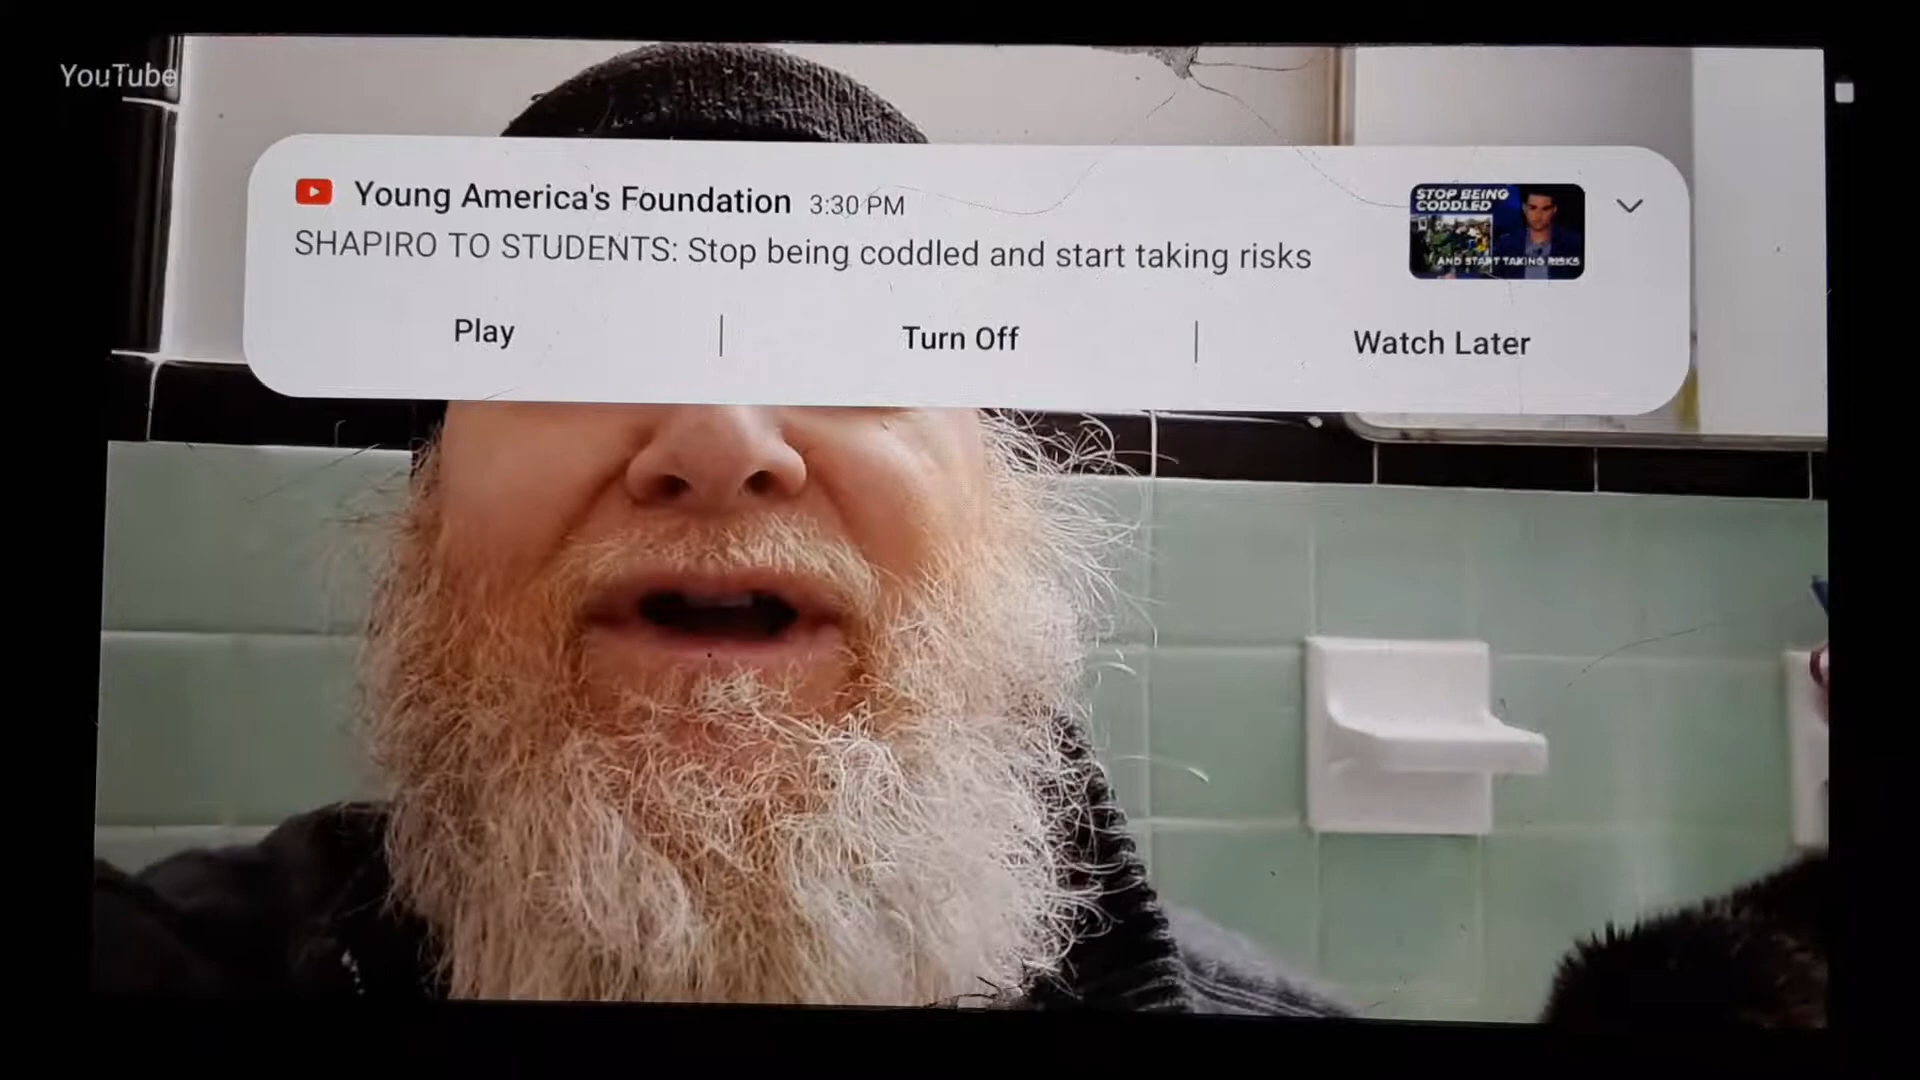 YouTube
Young America's Foundation 3:30 PM
SHAPIRO TO STUDENTS: Stop being coddled and start taking risks
STOP BEING
CODDLED
AND START TAKING RISKS
Play | Turn Off | Watch Later